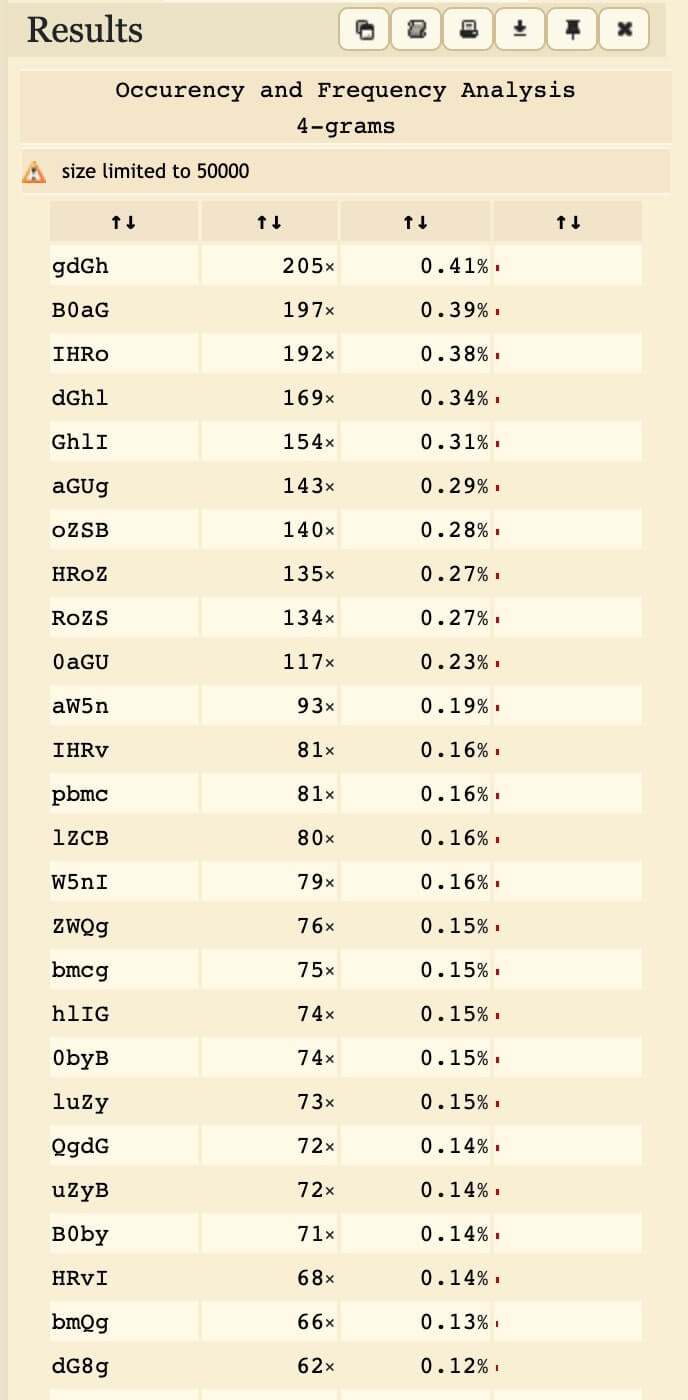 Results
Occurency and Frequency Analysis
4-grams
size limited to 50000
↑↓ ↑↓ ↑↓ ↑↓
gdGh 205× 0.41%
B0aG 197× 0.39%
IHRo 192× 0.38%
dGhl 169× 0.34%
GhlI 154× 0.31%
aGUg 143× 0.29%
oZSB 140× 0.28%
HRoZ 135× 0.27%
RoZS 134× 0.27%
0aGU 117× 0.23%
aW5n 93× 0.19%
IHRv 81× 0.16%
pbmc 81× 0.16%
lZCB 80× 0.16%
W5nI 79× 0.16%
ZWQg 76× 0.15%
bmcg 75× 0.15%
hlIG 74× 0.15%
0byB 74× 0.15%
luZy 73× 0.15%
QgdG 72× 0.14%
uZyB 72× 0.14%
B0by 71× 0.14%
HRvI 68× 0.14%
bmQg 66× 0.13%
dG8g 62× 0.12%